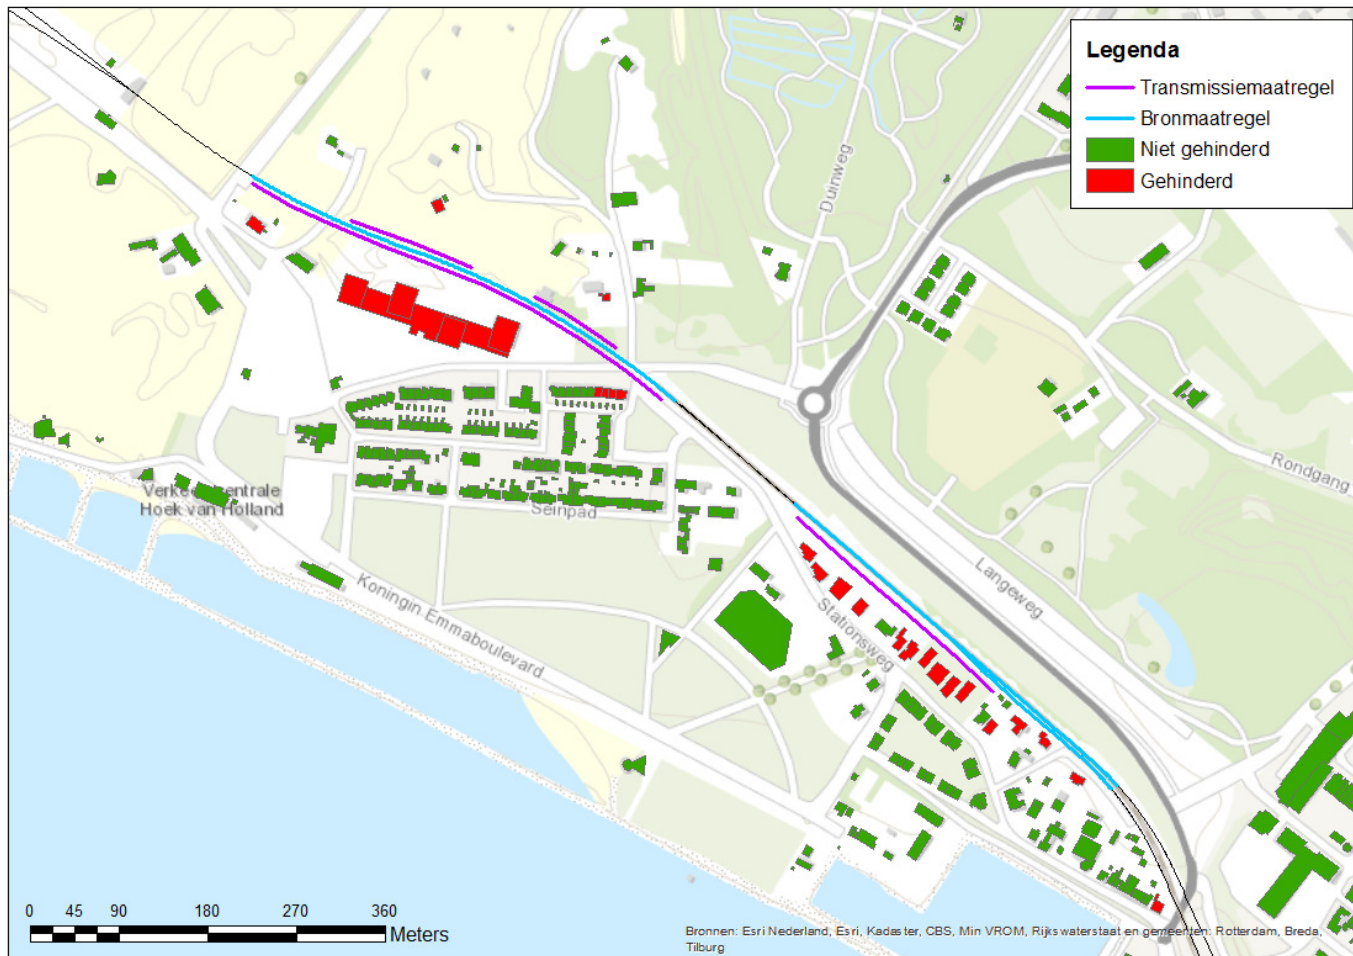 Legenda
Transmissiemaatregel
Bronmaatregel
Niet gehinderd
Gehinderd
Duinweg
Rondgang
Verkeerscentrale
Hoek van Holland
Seinpad
Langeweg
Koningin Emmaboulevard
Stationsweg
0 45 90 180 270 360
Meters
Bronnen: Esri Nederland, Esri, Kadaster, CBS, Min VROM, Rijkswaterstaat en gemeenten: Rotterdam, Breda,
Tilburg